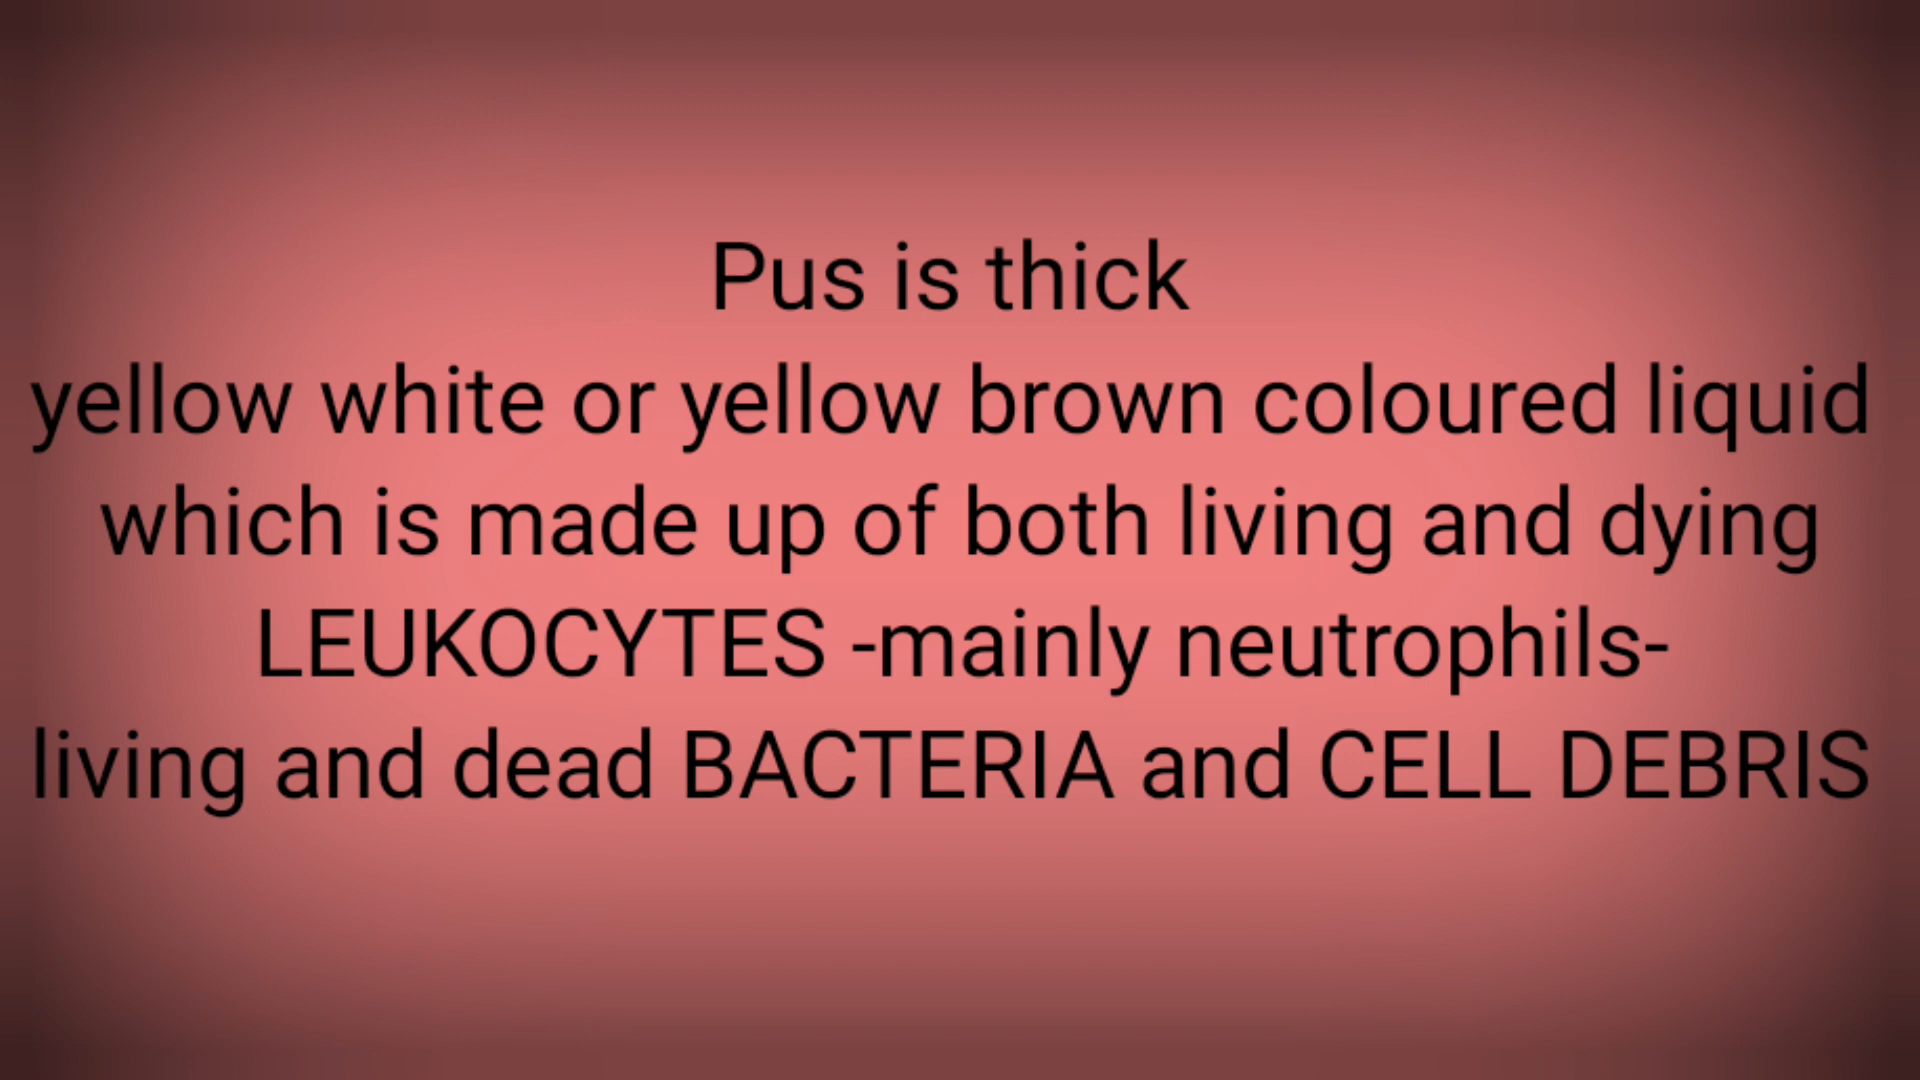 Pus is thick
yellow white or yellow brown coloured liquid
which is made up of both living and dying
LEUKOCYTES -mainly neutrophils-
living and dead BACTERIA and CELL DEBRIS